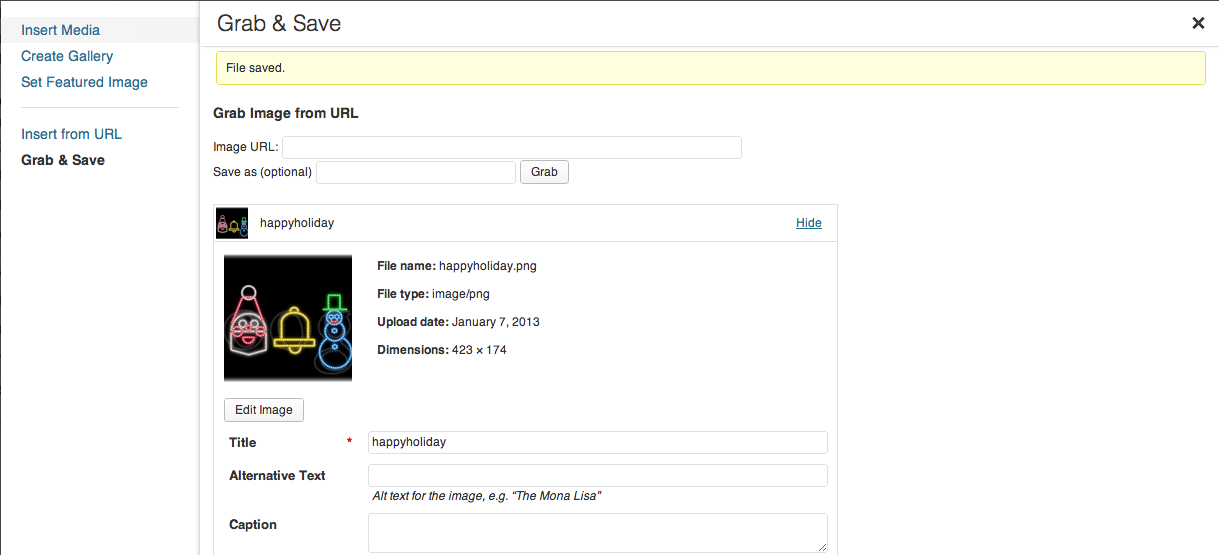 Insert Media
Create Gallery
Set Featured Image
Insert from URL
Grab & Save
Grab & Save
×
File saved.
Grab Image from URL
Image URL:
Save as (optional) Grab
happyholiday Hide
File name: happyholiday.png
File type: image/png
Upload date: January 7, 2013
Dimensions: 423 × 174
Edit Image
Title * happyholiday
Alternative Text
Alt text for the image, e.g. “The Mona Lisa”
Caption